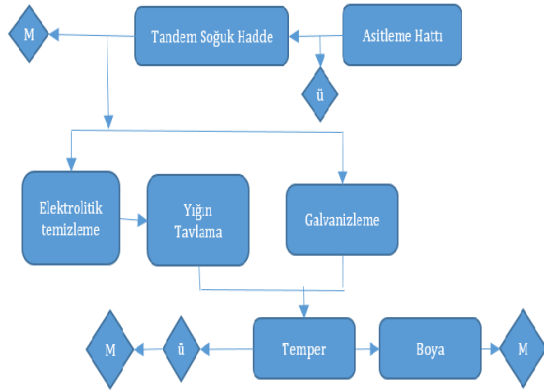 M
Tandem Soğuk Hadde
Asitleme Hattı
ü
Elektrolitik
temizleme
Yığın
Tavlama
Galvanizleme
M
ü
Temper
Boya
M